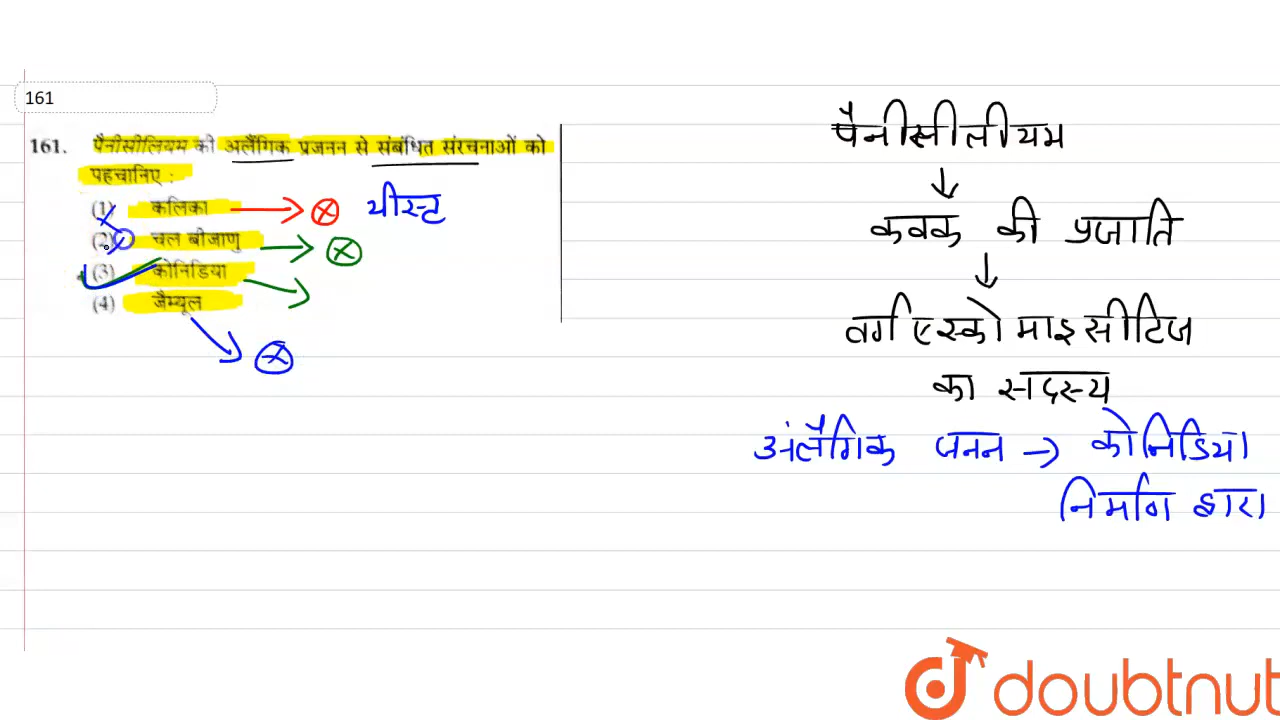 161
161. पैनीसीलियम की अलैंगिक प्रजनन से संबंधित संरचनाओं को
पहचानिए :
(1) कलिका
यीस्ट
(2) चल बीजाणु
(3) कोनिडिया
(4) जैम्यूल
पैनीसीलीयम
कवक की प्रजाति
वर्ग एस्कोमाइसीटिज
का सदस्य
अंलैगिक जनन → कोनिडिया
निर्माण द्वारा
doubtnut